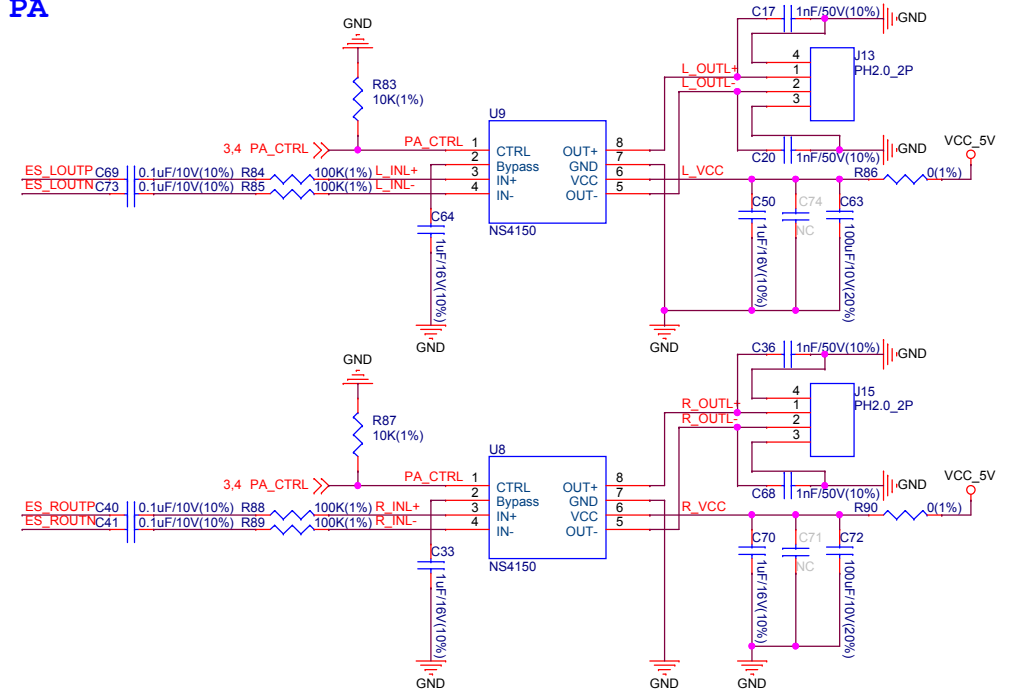 PA
GND
C17 1nF/50V(10%) GND
R83
10K(1%)
4 J13
L_OUTL+ 1 PH2.0_2P
L_OUTL- 2
3
U9
3,4 PA_CTRL PA_CTRL 1 CTRL OUT+ 8
2 Bypass GND 7
ES_LOUTP C69 0.1uF/10V(10%) R84 100K(1%) L_INL+ 3 IN+ VCC 6 L_VCC
ES_LOUTN C73 0.1uF/10V(10%) R85 100K(1%) L_INL- 4 IN- OUT- 5
NS4150
C20 1nF/50V(10%) GND
VCC_5V
R86 0(1%)
C64
1uF/16V(10%)
GND
C50
1uF/16V(10%)
C74
NC
C63
100uF/10V(20%)
GND
GND
C36 1nF/50V(10%) GND
R87
10K(1%)
4 J15
R_OUTL+ 1 PH2.0_2P
R_OUTL- 2
3
U8
3,4 PA_CTRL PA_CTRL 1 CTRL OUT+ 8
2 Bypass GND 7
ES_ROUTP C40 0.1uF/10V(10%) R88 100K(1%) R_INL+ 3 IN+ VCC 6 R_VCC
ES_ROUTN C41 0.1uF/10V(10%) R89 100K(1%) R_INL- 4 IN- OUT- 5
NS4150
C68 1nF/50V(10%) GND
VCC_5V
R90 0(1%)
C33
1uF/16V(10%)
GND
C70
1uF/16V(10%)
C71
NC
C72
100uF/10V(20%)
GND
GND